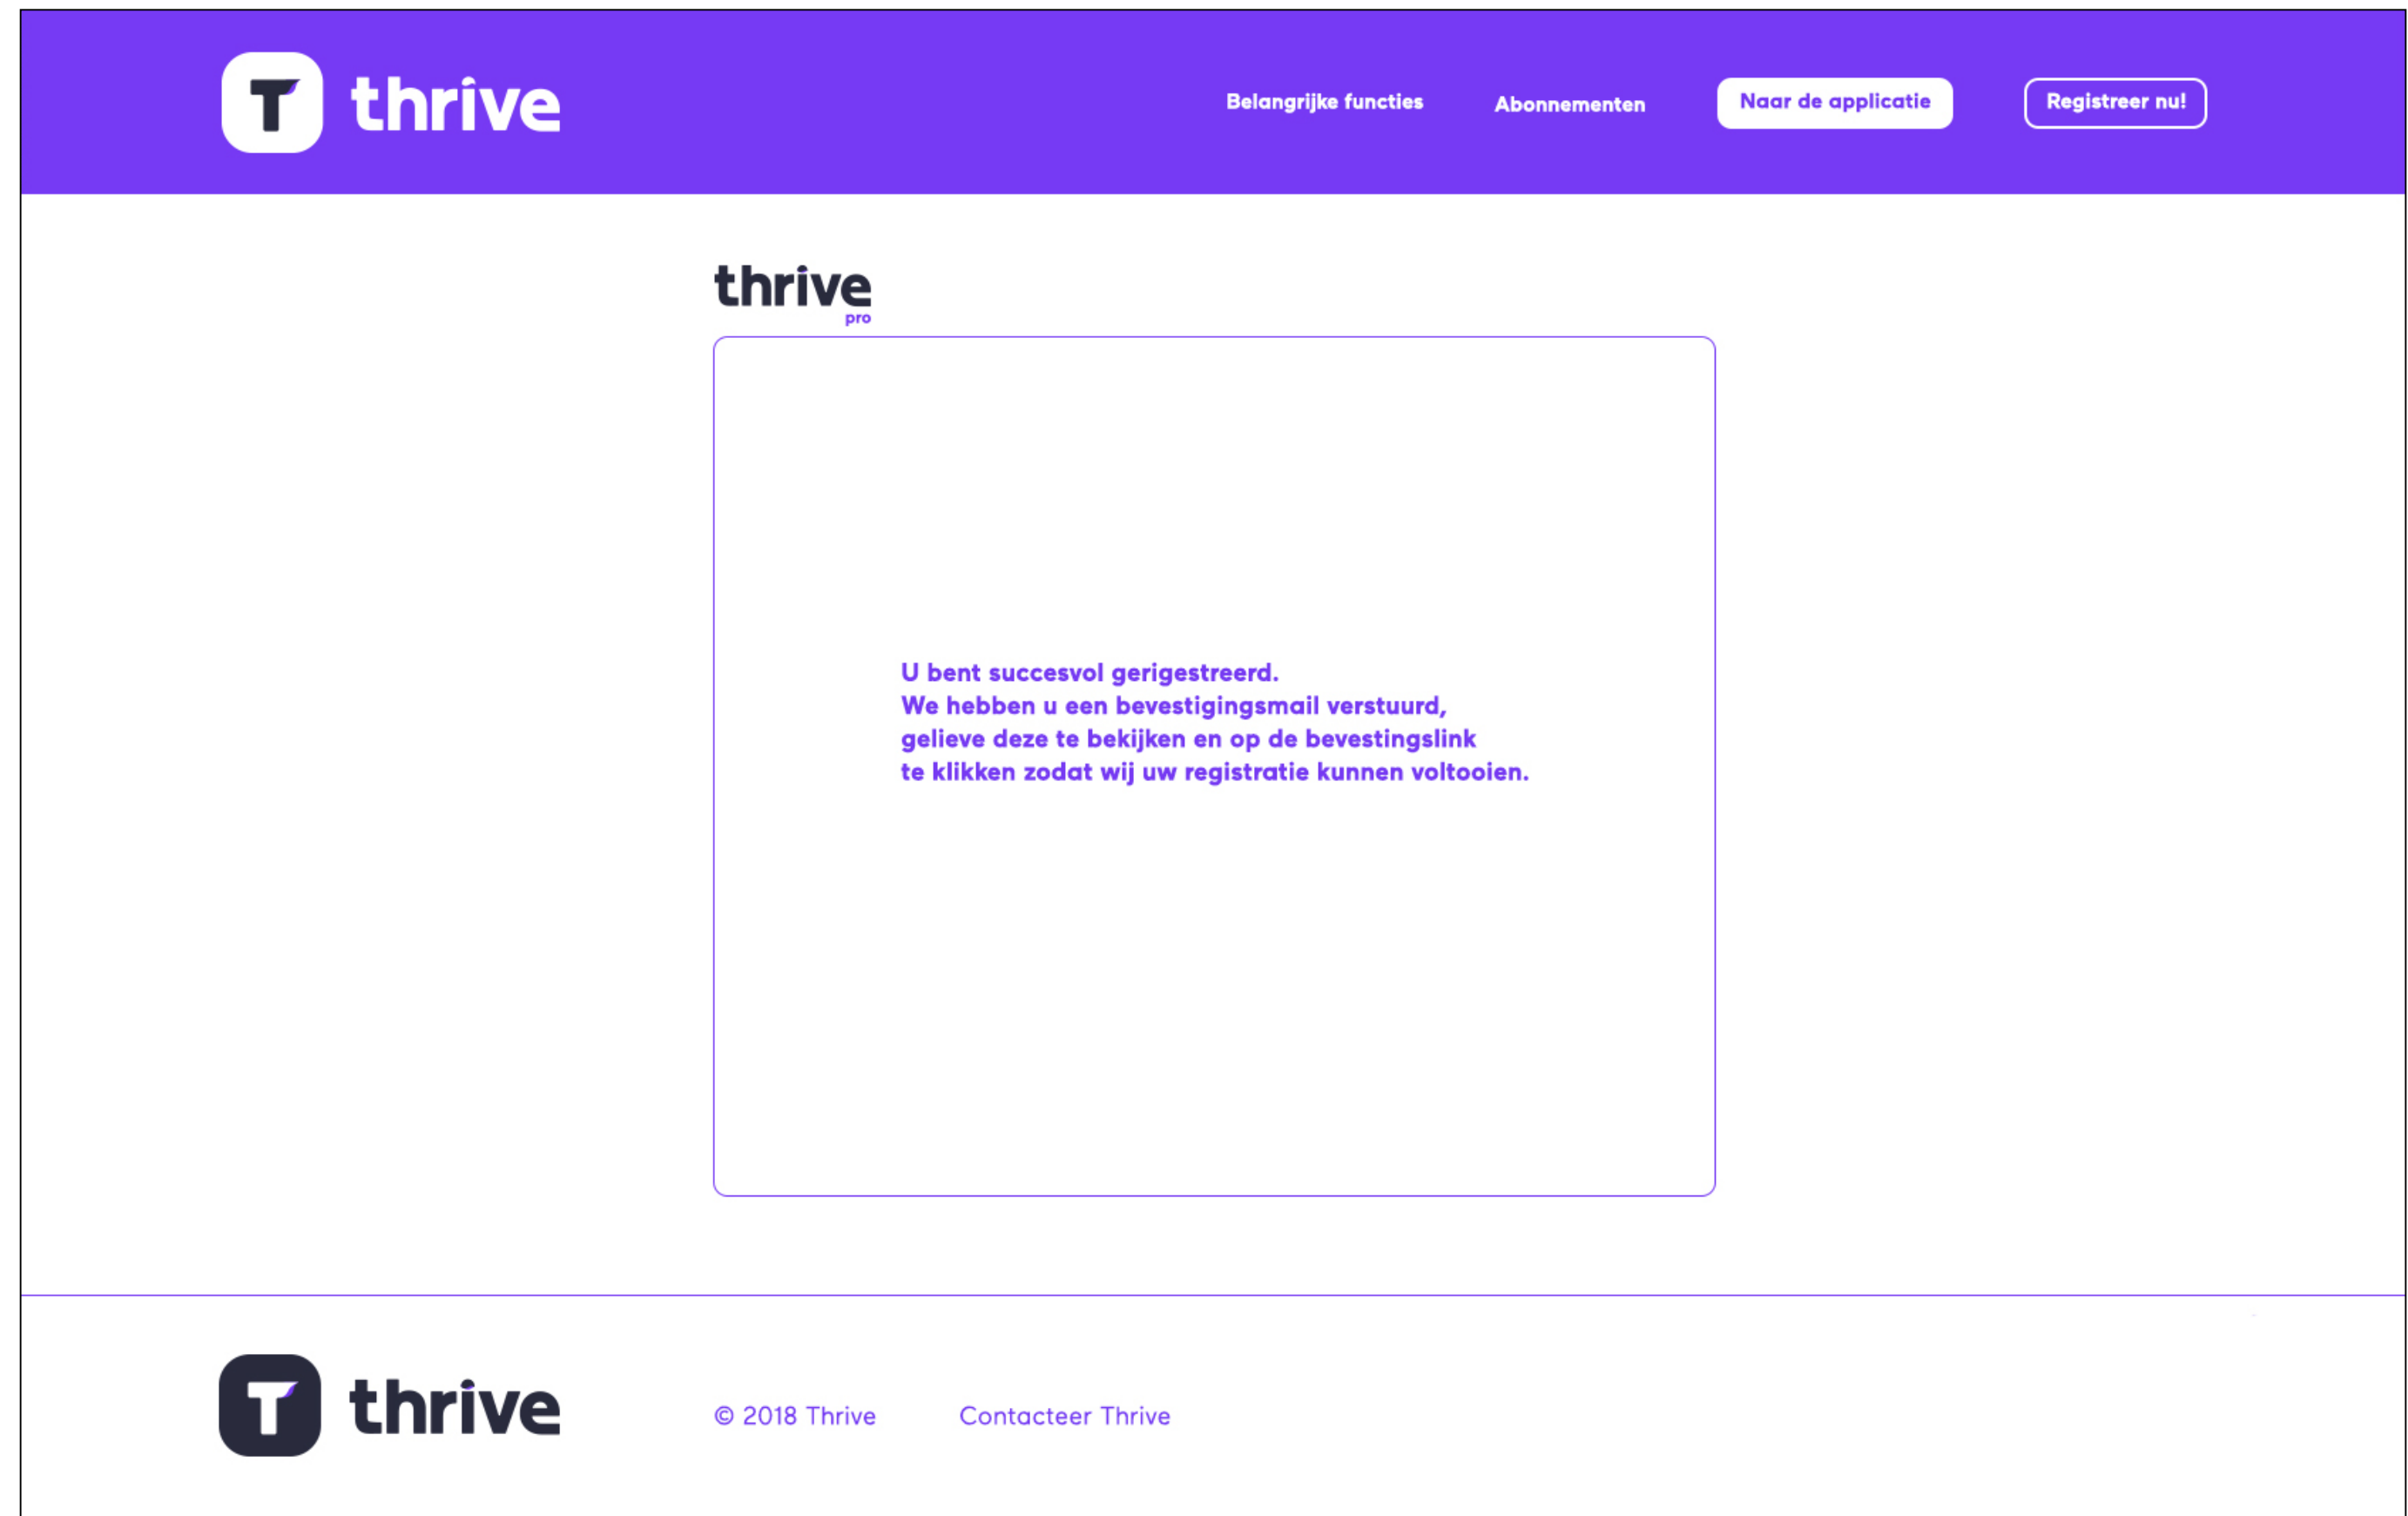 T thrive
Belangrijke functies
Abonnementen
Naar de applicatie
Registreer nu!
thrive
pro
U bent succesvol gerigestreerd.
We hebben u een bevestigingsmail verstuurd,
gelieve deze te bekijken en op de bevestingslink
te klikken zodat wij uw registratie kunnen voltooien.
T thrive
© 2018 Thrive
Contacteer Thrive